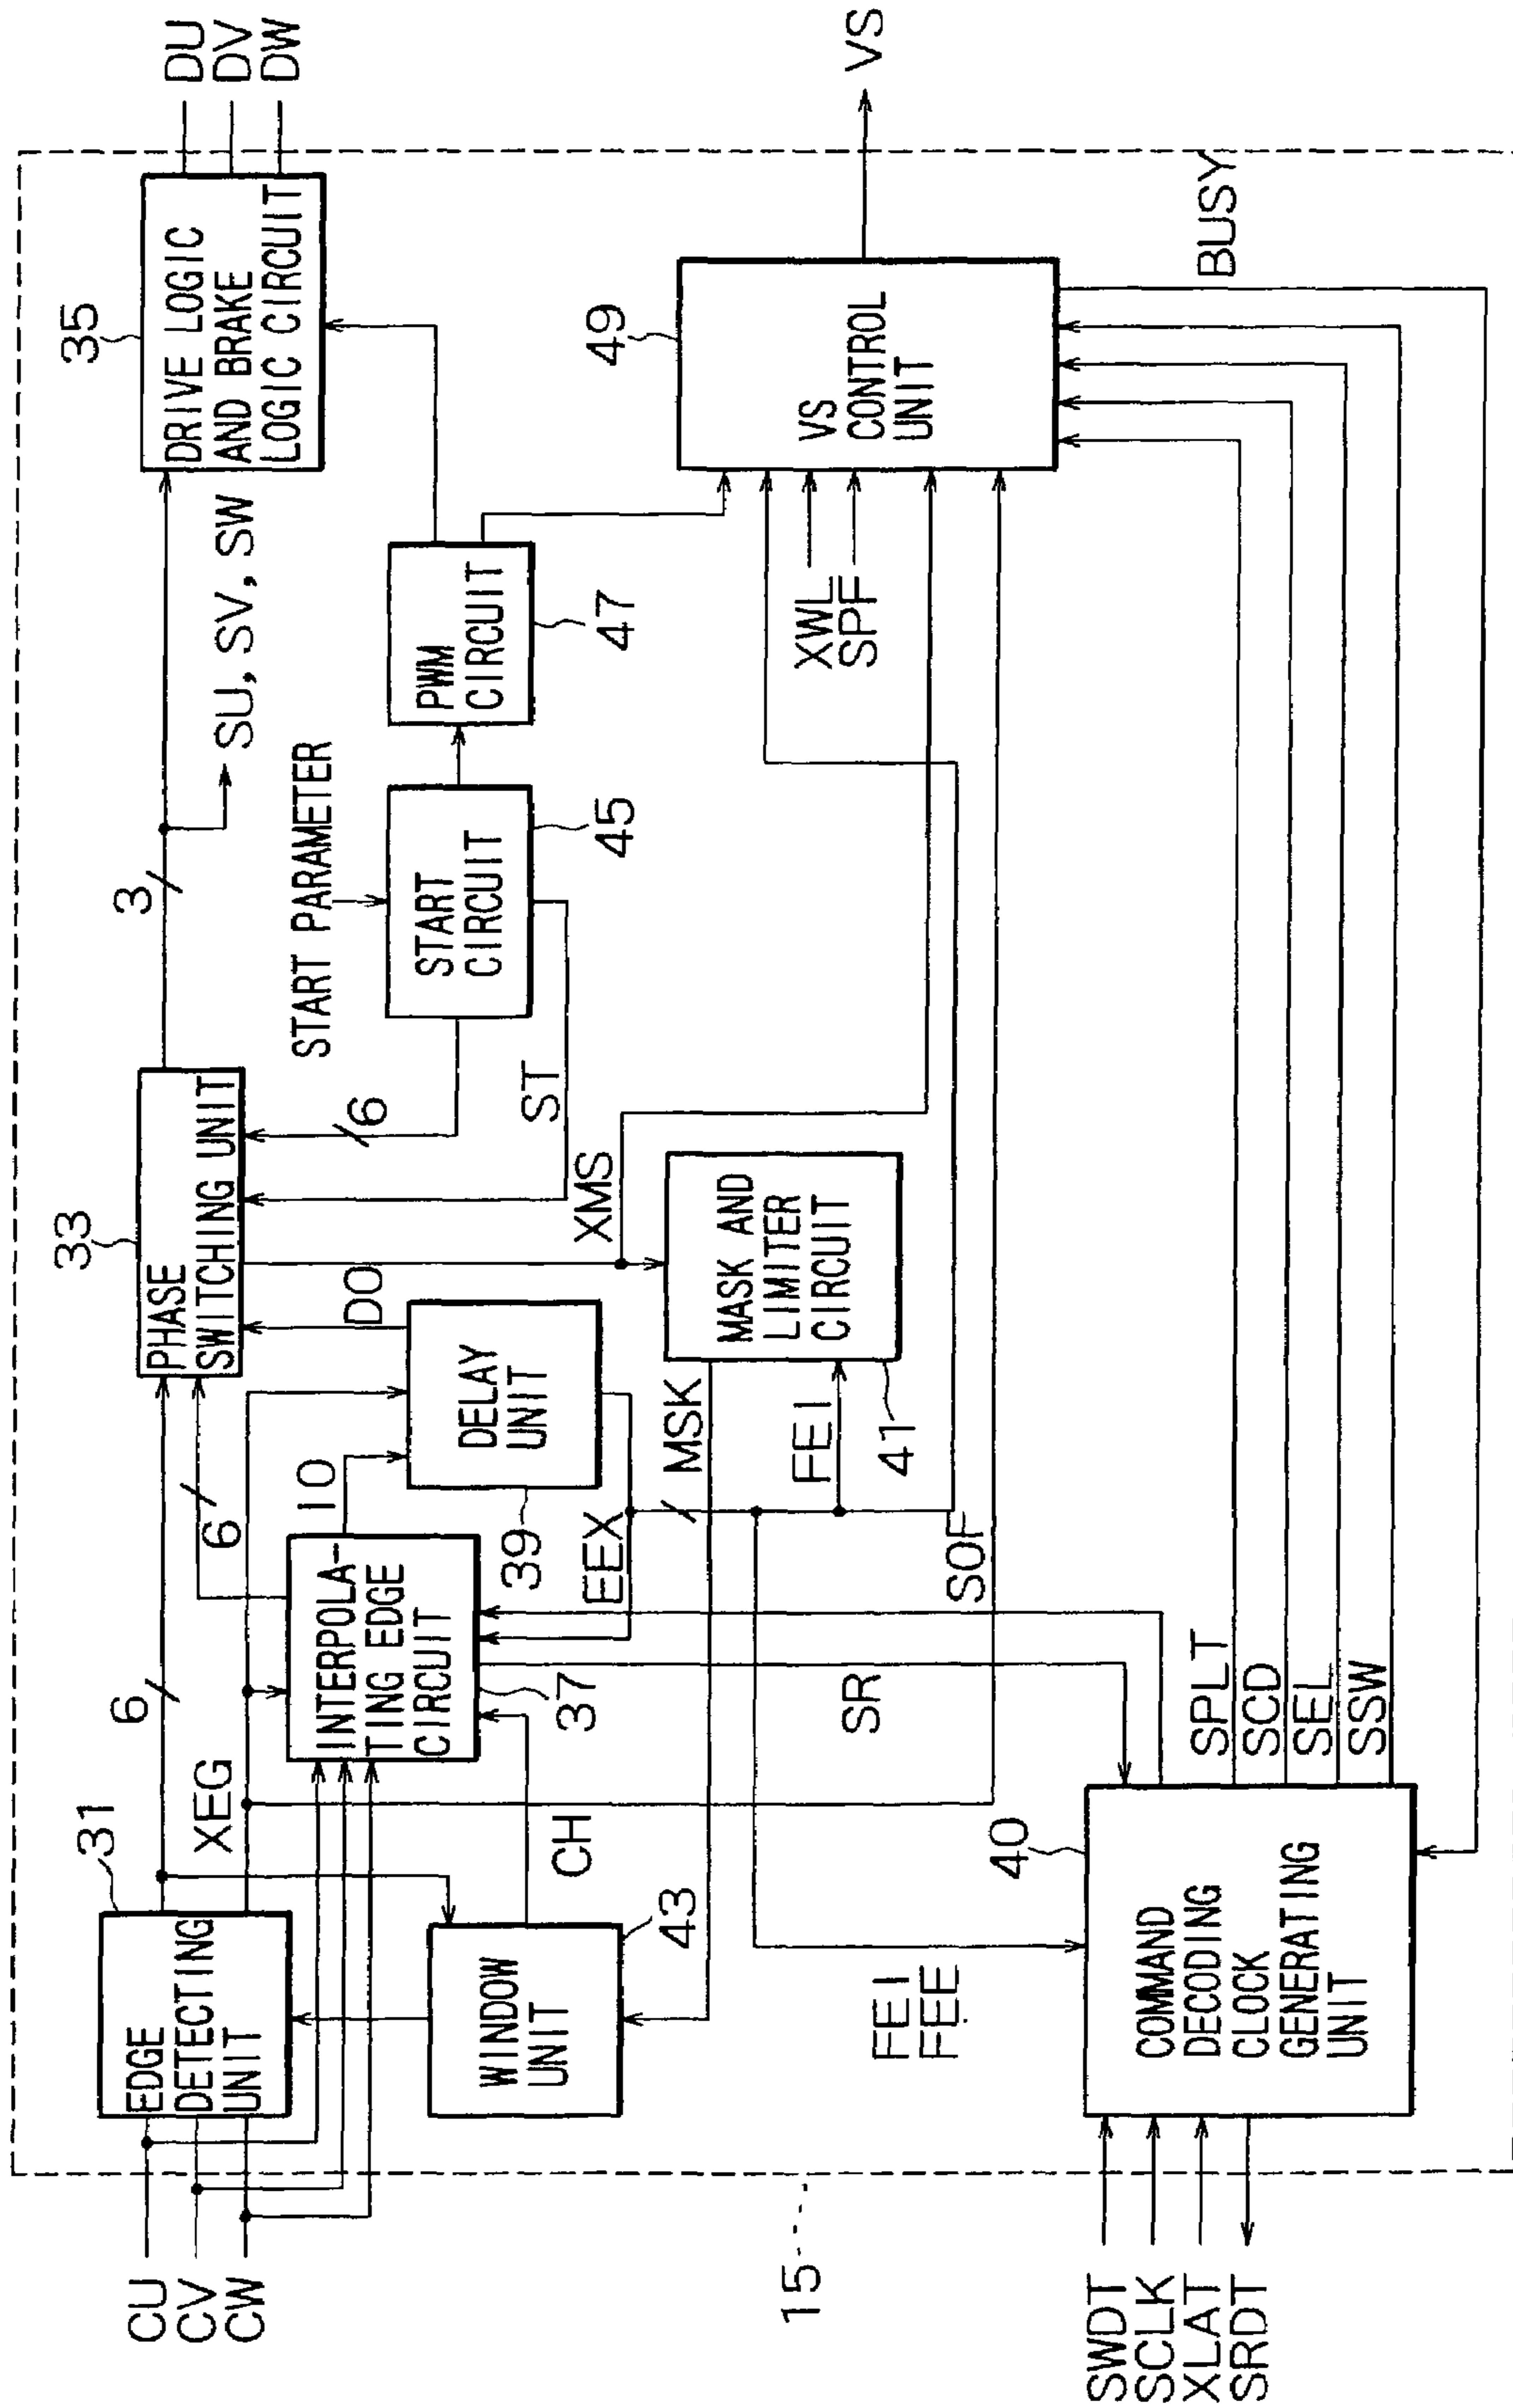 CU
CV
CW
31
EDGE
DETECTING
UNIT
XEG
6
6
33
PHASE
SWITCHING UNIT
3
SU, SV, SW
35
DRIVE LOGIC
AND BRAKE
LOGIC CIRCUIT
DU
DV
DW
WINDOW
UNIT
43
CH
INTERPOLA-
TING EDGE
CIRCUIT
37
IO
DELAY
UNIT
39
DO
EEX
MSK
XMS
ST
6
START PARAMETER
START
CIRCUIT
45
PWM
CIRCUIT
47
MASK AND
LIMITER
CIRCUIT
41
FEI
XWL
SPF
49
VS
CONTROL
UNIT
VS
SR
SOF
FEI
FEE
15
SWDT
SCLK
XLAT
SRDT
40
COMMAND
DECODING
CLOCK
GENERATING
UNIT
SPLT
SCD
SEL
SSW
BUSY